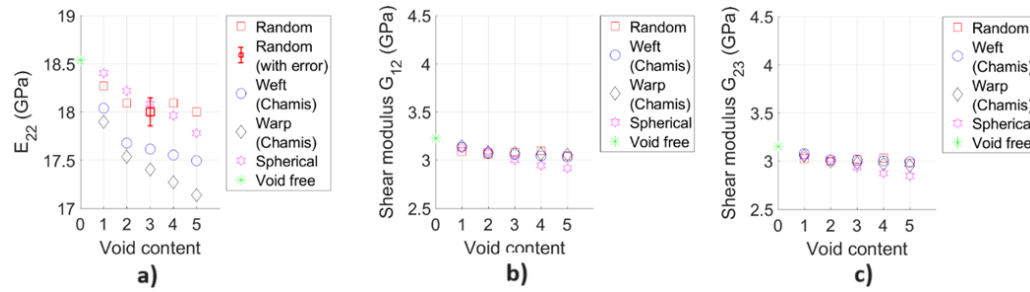 E22 (GPa)
19
18.5
18
17.5
17
0 1 2 3 4 5
Void content
Random
Random
(with error)
Weft
(Chamis)
Warp
(Chamis)
Spherical
Void free
a)
Shear modulus G12 (GPa)
4.5
4
3.5
3
2.5
0 1 2 3 4 5
Void content
Random
Weft
(Chamis)
Warp
(Chamis)
Spherical
Void free
b)
Shear modulus G23 (GPa)
4.5
4
3.5
3
2.5
0 1 2 3 4 5
Void content
Random
Weft
(Chamis)
Warp
(Chamis)
Spherical
Void free
c)